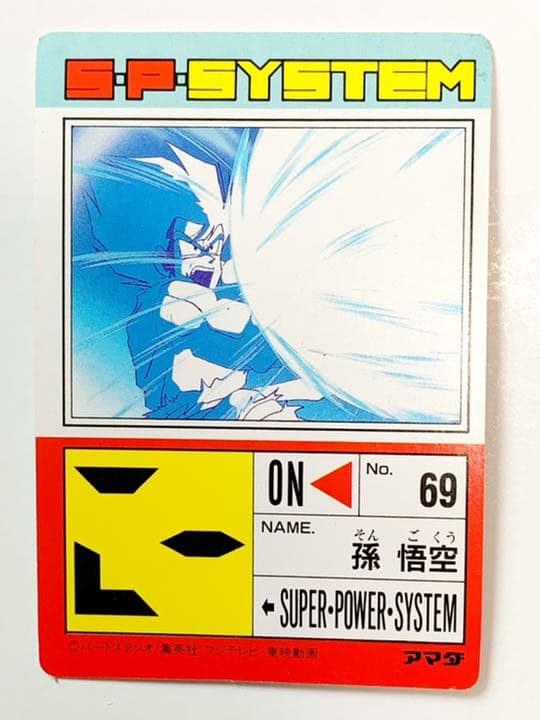 S·P·SYSTEM
ON
No.
69
NAME.
そん ご くう
孫 悟空
SUPER·POWER·SYSTEM
©バードスタジオ/集英社・フジテレビ・東映動画
アマダ